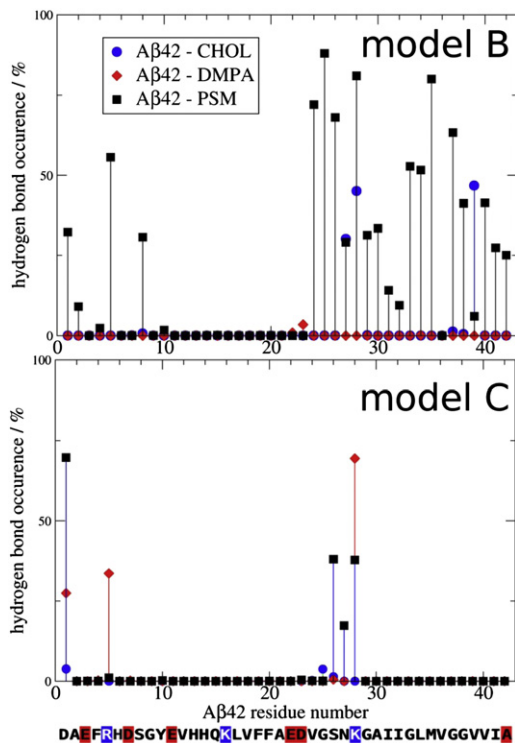 model B
Aβ42 - CHOL
Aβ42 - DMPA
Aβ42 - PSM
hydrogen bond occurence / %
100
50
0
0 10 20 30 40
model C
hydrogen bond occurence / %
100
50
0
0 10 20 30 40
Aβ42 residue number
DAEFRHDSGYEVHHQKLVFFAEDVGSNKGAIIGLMVGGVVIA